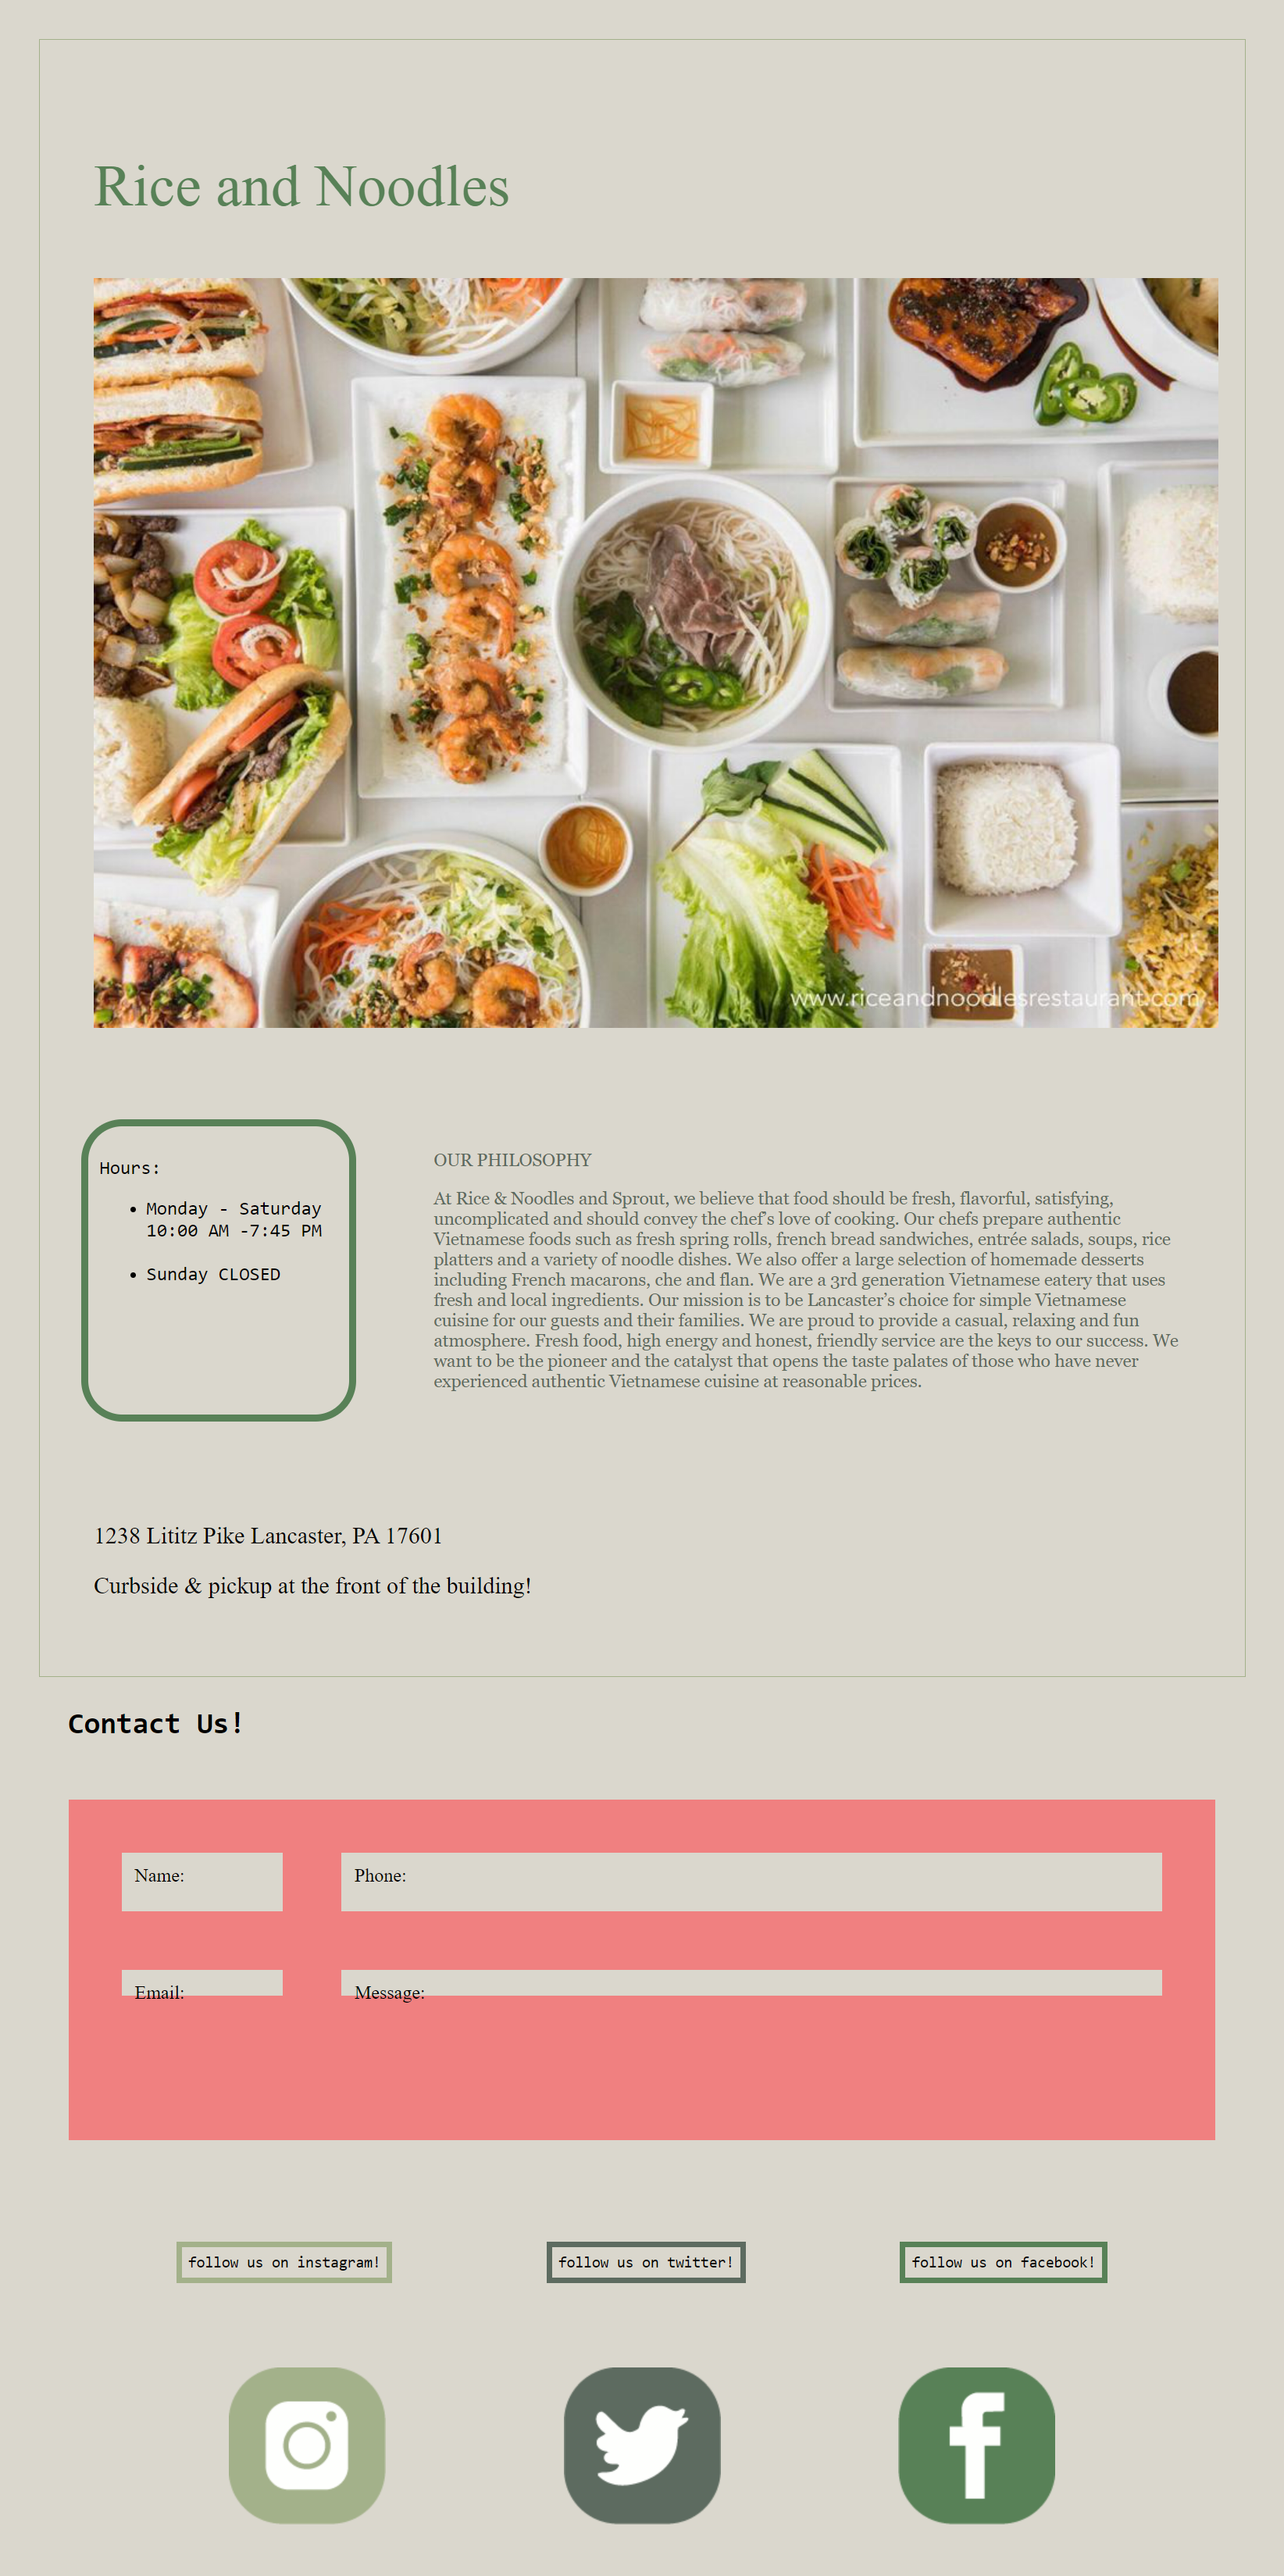 Rice and Noodles
www.riceandnoodlesrestaurant.com
Hours:
• Monday - Saturday
10:00 AM -7:45 PM
• Sunday CLOSED
OUR PHILOSOPHY
At Rice & Noodles and Sprout, we believe that food should be fresh, flavorful, satisfying,
uncomplicated and should convey the chef’s love of cooking. Our chefs prepare authentic
Vietnamese foods such as fresh spring rolls, french bread sandwiches, entrée salads, soups, rice
platters and a variety of noodle dishes. We also offer a large selection of homemade desserts
including French macarons, che and flan. We are a 3rd generation Vietnamese eatery that uses
fresh and local ingredients. Our mission is to be Lancaster’s choice for simple Vietnamese
cuisine for our guests and their families. We are proud to provide a casual, relaxing and fun
atmosphere. Fresh food, high energy and honest, friendly service are the keys to our success. We
want to be the pioneer and the catalyst that opens the taste palates of those who have never
experienced authentic Vietnamese cuisine at reasonable prices.
1238 Lititz Pike Lancaster, PA 17601
Curbside & pickup at the front of the building!
Contact Us!
Name:
Phone:
Email:
Message:
follow us on instagram!
follow us on twitter!
follow us on facebook!